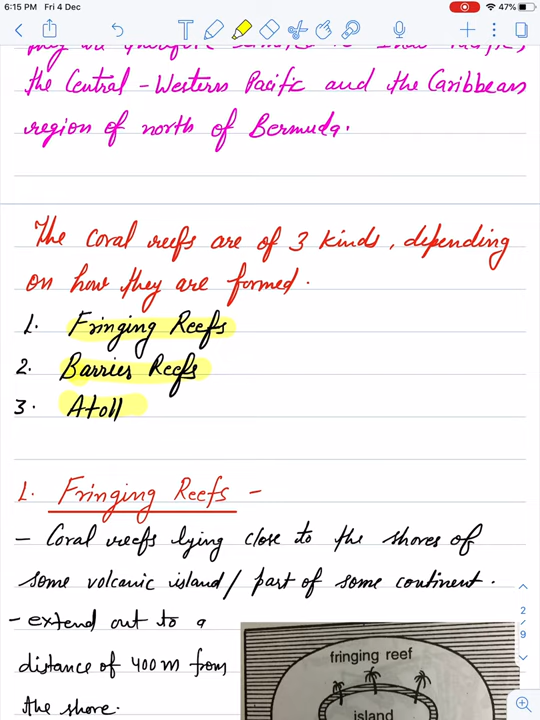 6:15 PM Fri 4 Dec
47%
the Central - Western Pacific and the Caribbean
region of north of Bermuda.
The coral reefs are of 3 kinds, depending
on how they are formed.
1. Fringing Reefs
2. Barrier Reefs
3. Atoll
1. Fringing Reefs -
- Coral reefs lying close to the shores of
some volcanic island / part of some continent.
- extend out to a
distance of 400 m from
the shore.
fringing reef
island
2
9